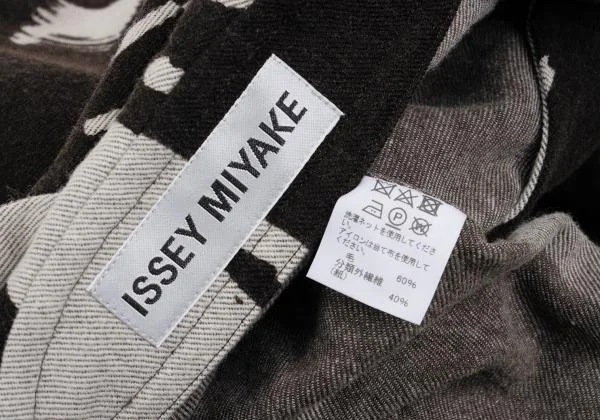 ISSEY MIYAKE
P
洗濯ネットを使用してくださ
い。
アイロンは当て布を使用して
ください。
毛 60%
分類外繊維
(紙) 40%